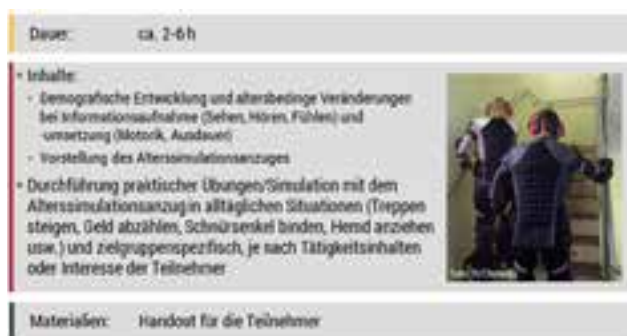 Dauer: ca. 2-6 h
• Inhalte:
- Demografische Entwicklung und altersbedinge Veränderungen
bei Informationsaufnahme (Sehen, Hören, Fühlen) und
-umsetzung (Motorik, Ausdauer)
- Vorstellung des Alterssimulationsanzuges
• Durchführung praktischer Übungen/Simulation mit dem
Alterssimulationsanzug in alltäglichen Situationen (Treppen
steigen, Geld abzählen, Schnürsenkel binden, Hemd anziehen
usw.) und zielgruppenspezifisch, je nach Tätigkeitsinhalten
oder Interesse der Teilnehmer
Materialien: Handout für die Teilnehmer